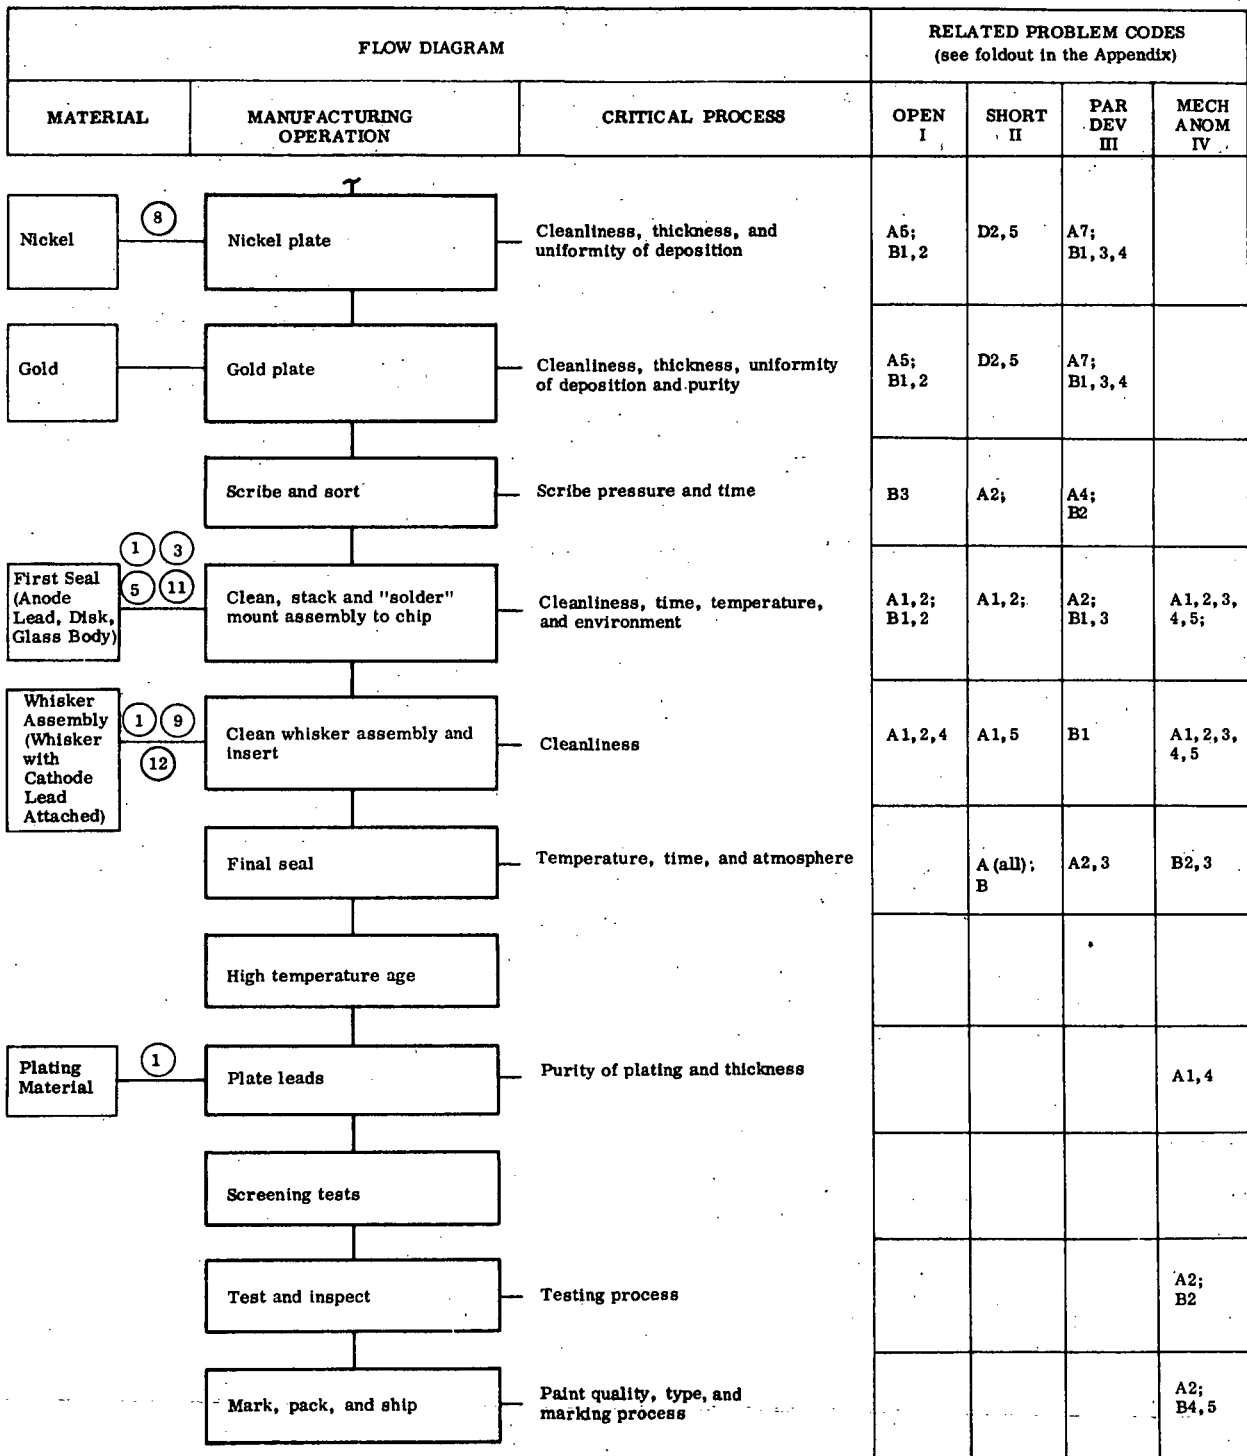 FLOW DIAGRAM
RELATED PROBLEM CODES
(see foldout in the Appendix)
MATERIAL
MANUFACTURING
OPERATION
CRITICAL PROCESS
OPEN
I
SHORT
II
PAR
DEV
III
MECH
ANOM
IV
Nickel
8
Nickel plate
Cleanliness, thickness, and
uniformity of deposition
A5;
B1,2
D2,5
A7;
B1,3,4
Gold
Gold plate
Cleanliness, thickness, uniformity
of deposition and purity
A5;
B1,2
D2,5
A7;
B1,3,4
Scribe and sort
Scribe pressure and time
B3
A2;
A4;
B2
First Seal
(Anode
Lead, Disk,
Glass Body)
1 3
5 11
Clean, stack and "solder"
mount assembly to chip
Cleanliness, time, temperature,
and environment
A1,2;
B1,2
A1,2;
A2;
B1,3
A1,2,3,
4,5;
Whisker
Assembly
(Whisker
with
Cathode
Lead
Attached)
1 9
12
Clean whisker assembly and
insert
Cleanliness
A1,2,4
A1,5
B1
A1,2,3,
4,5
Final seal
Temperature, time, and atmosphere
A (all);
B
A2,3
B2,3
High temperature age
Plating
Material
1
Plate leads
Purity of plating and thickness
A1,4
Screening tests
Test and inspect
Testing process
A2;
B2
Mark, pack, and ship
Paint quality, type, and
marking process
A2;
B4,5